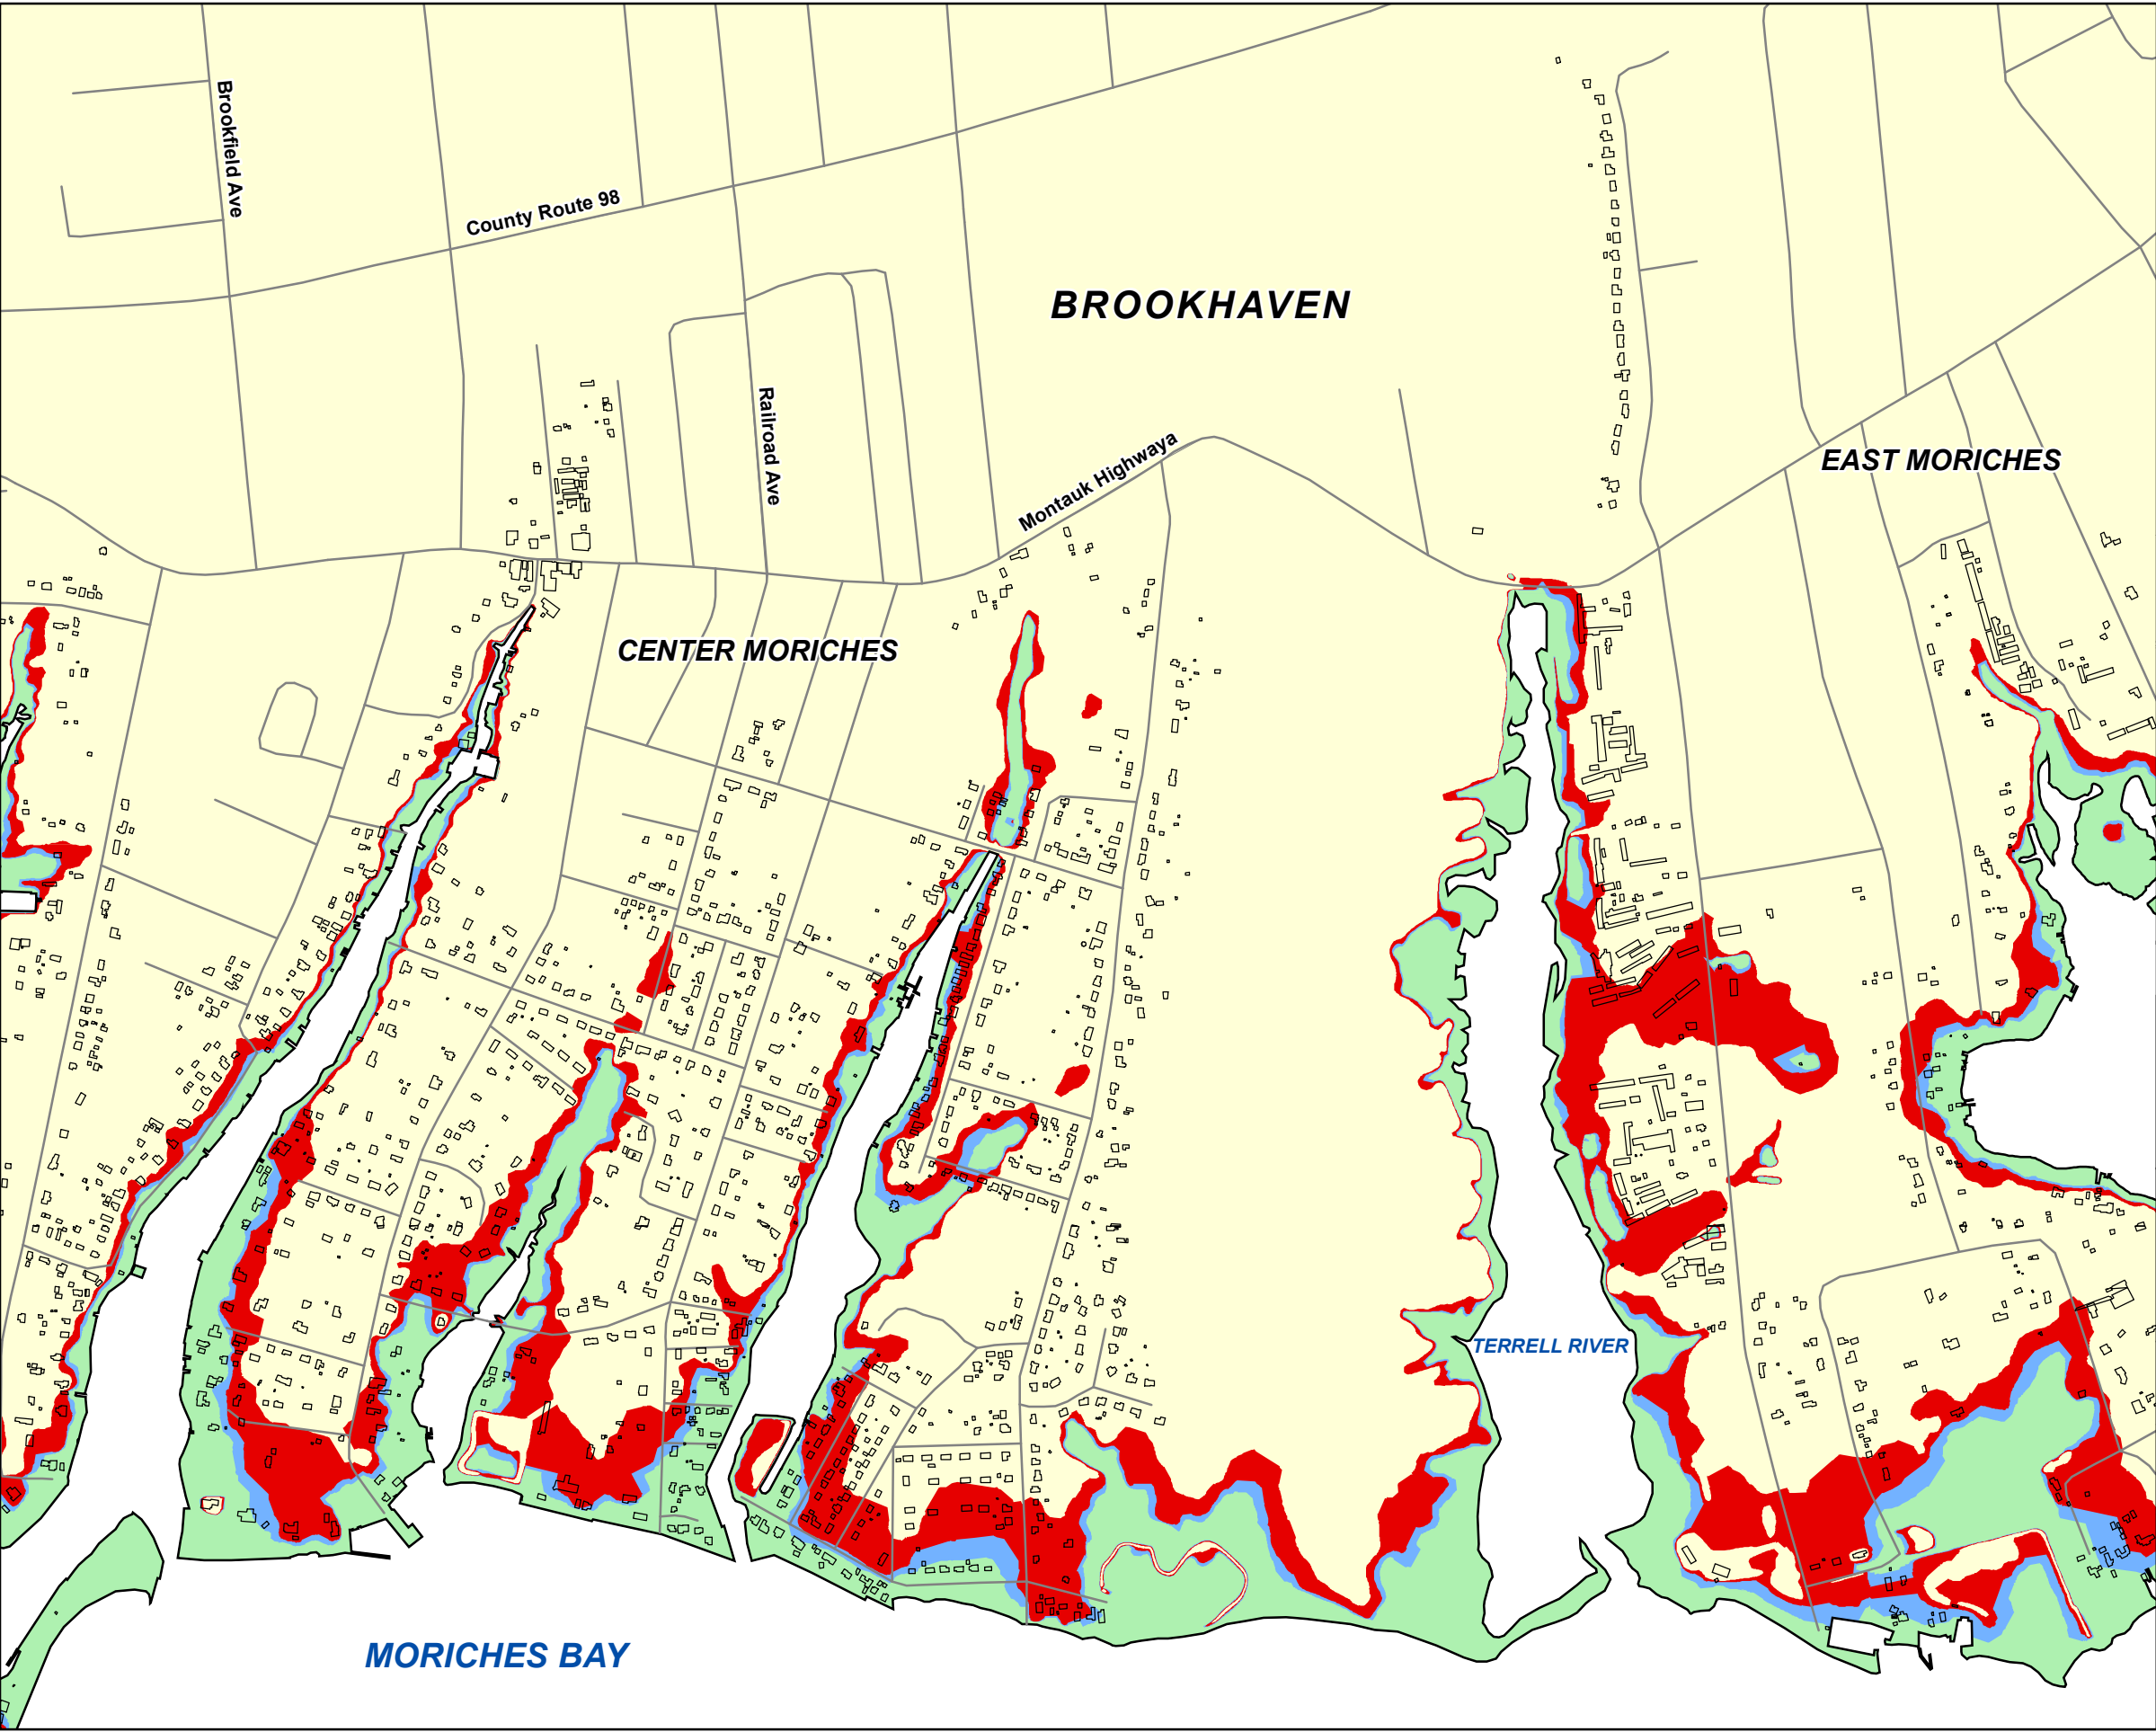 Brookfield Ave
County Route 98
BROOKHAVEN
Railroad Ave
Montauk Highwaya
EAST MORICHES
CENTER MORICHES
TERRELL RIVER
MORICHES BAY